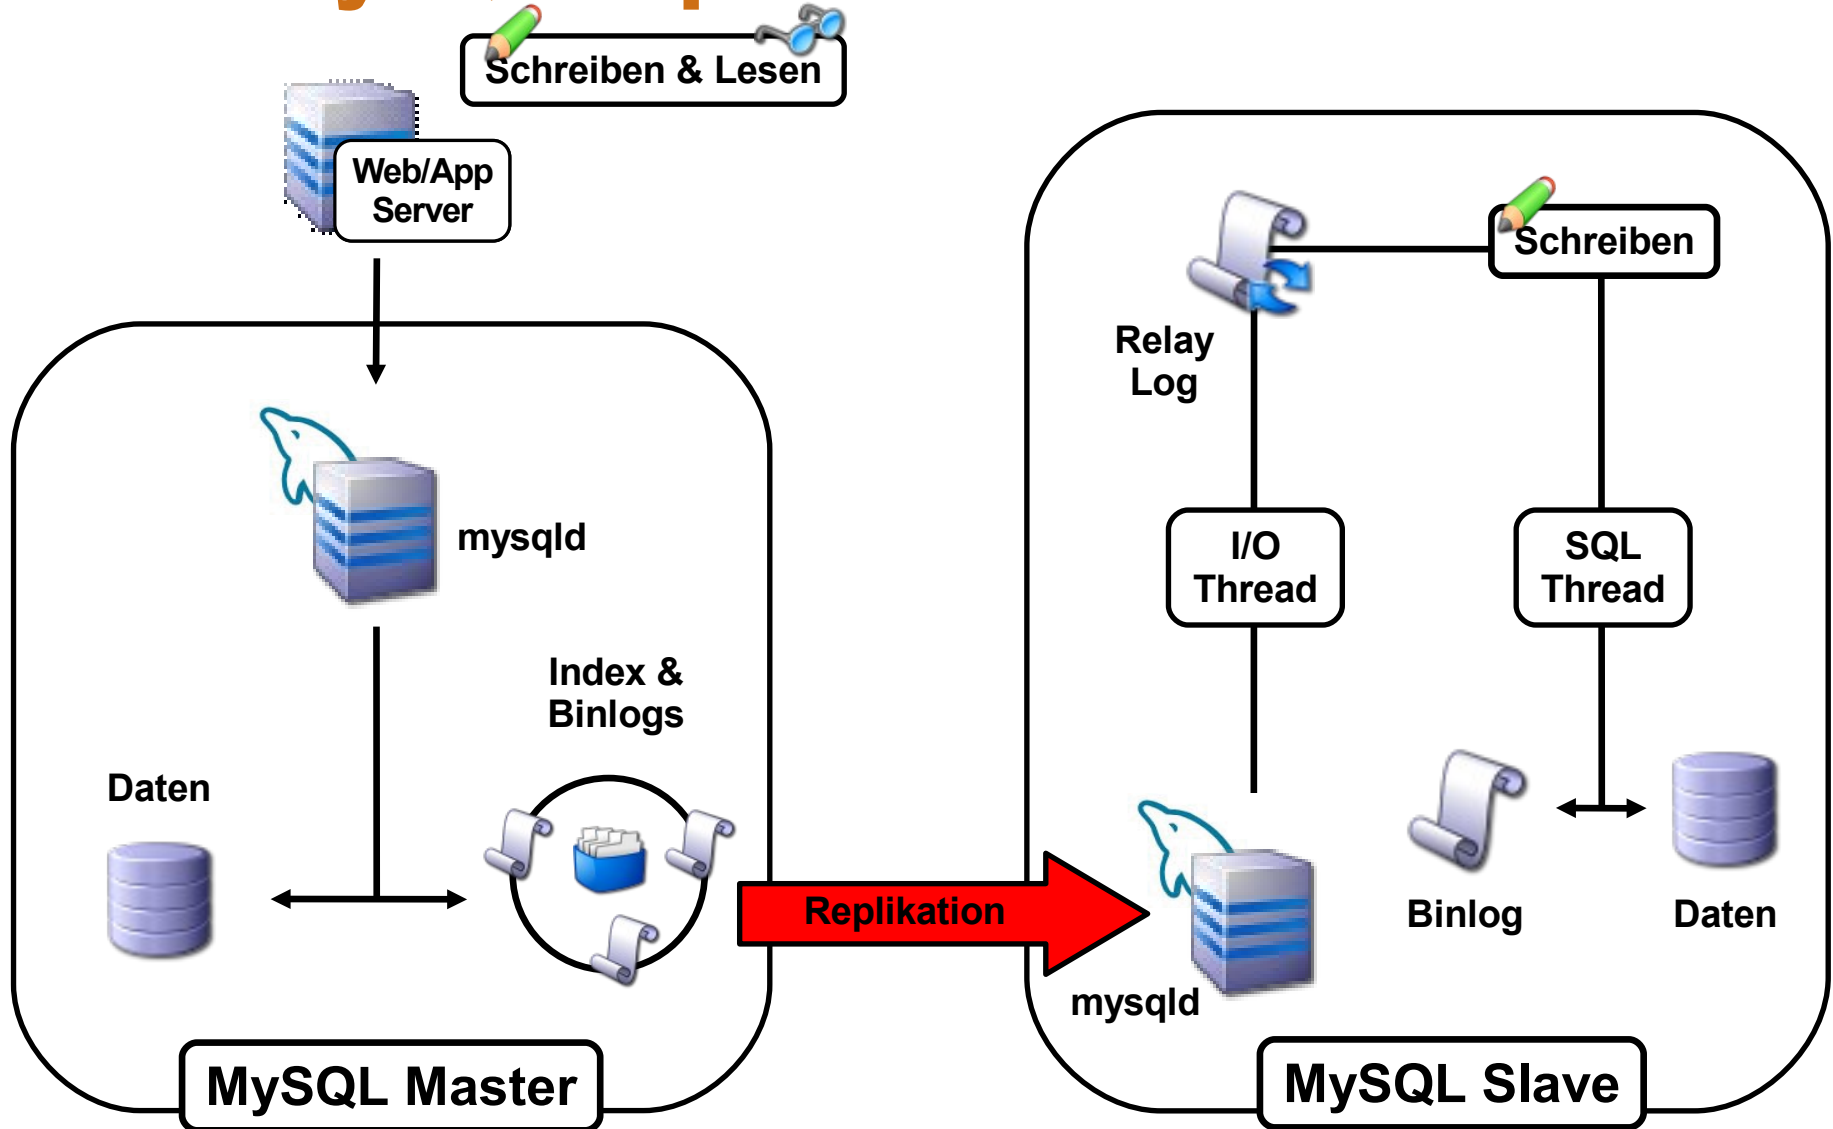 Schreiben & Lesen
Web/App
Server
mysqld
Index &
Binlogs
Daten
MySQL Master
Replikation
Schreiben
Relay
Log
I/O
Thread
SQL
Thread
Binlog
Daten
mysqld
MySQL Slave